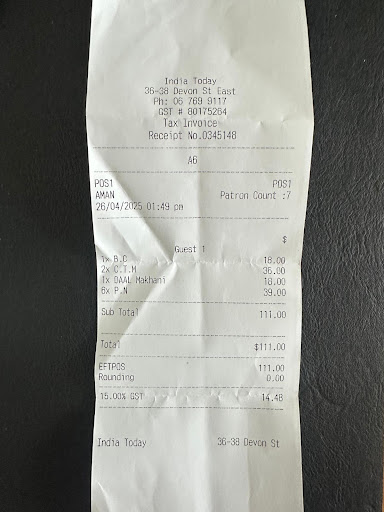 India Today
36-38 Devon St East
Ph: 06 769 9117
GST # 80175264
Tax Invoice
Receipt No.0345148
A6
POS1 POS1
AMAN Patron Count :7
26/04/2025 01:49 pm
$
Guest 1
1x B.C 18.00
2x C.T.M 36.00
1x DAAL Makhani 18.00
6x P.N 39.00
Sub Total 111.00
Total $111.00
EFTPOS 111.00
Rounding 0.00
15.00% GST 14.48
India Today 36-38 Devon St